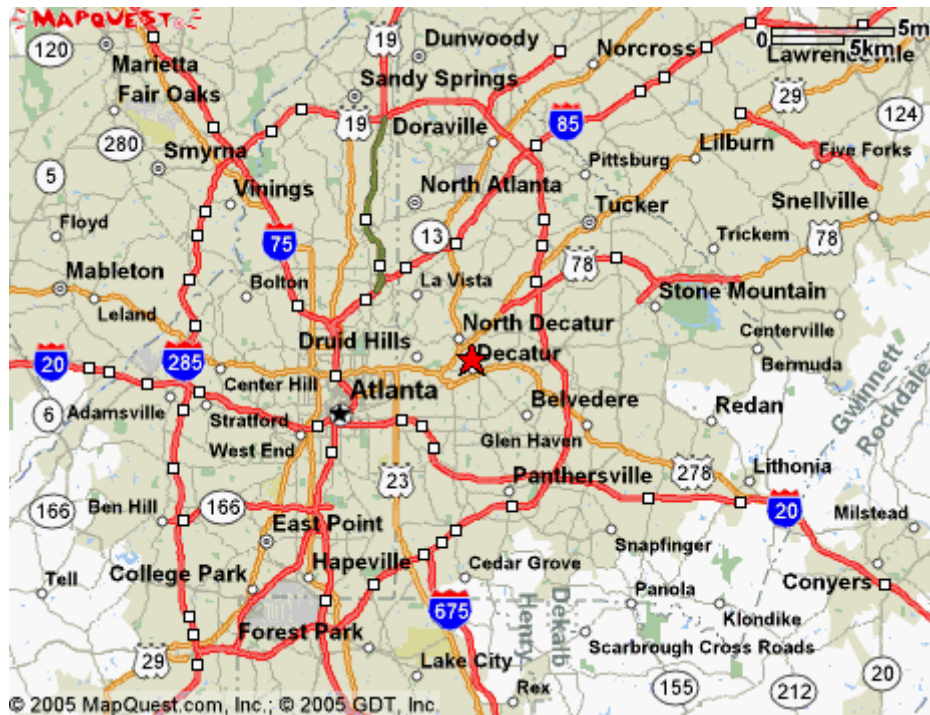 MAPQUEST
19
Dunwoody
Norcross
5m
0
5km
Lawrenceville
120
Marietta
Sandy Springs
29
Fair Oaks
19
Doraville
85
124
280
Smyrna
Lilburn
Pittsburg
Five Forks
5
Vinings
North Atlanta
Tucker
Snellville
Floyd
75
13
Trickem
78
Mableton
Bolton
La Vista
78
Stone Mountain
Leland
Druid Hills
North Decatur
Centerville
20
285
Decatur
Bermuda
Center Hill
Atlanta
Gwinnett
Rockdale
6
Adamsville
Stratford
Belvedere
Redan
West End
Glen Haven
23
Panthersville
278
Lithonia
166
Ben Hill
166
20
Milstead
East Point
Snapfinger
Hapeville
Cedar Grove
Tell
College Park
Panola
Conyers
675
Klondike
Forest Park
Henry
Dekalb
Scarbrough Cross Roads
29
Lake City
20
Rex
155
212
© 2005 MapQuest.com, Inc.; © 2005 GDT, Inc.